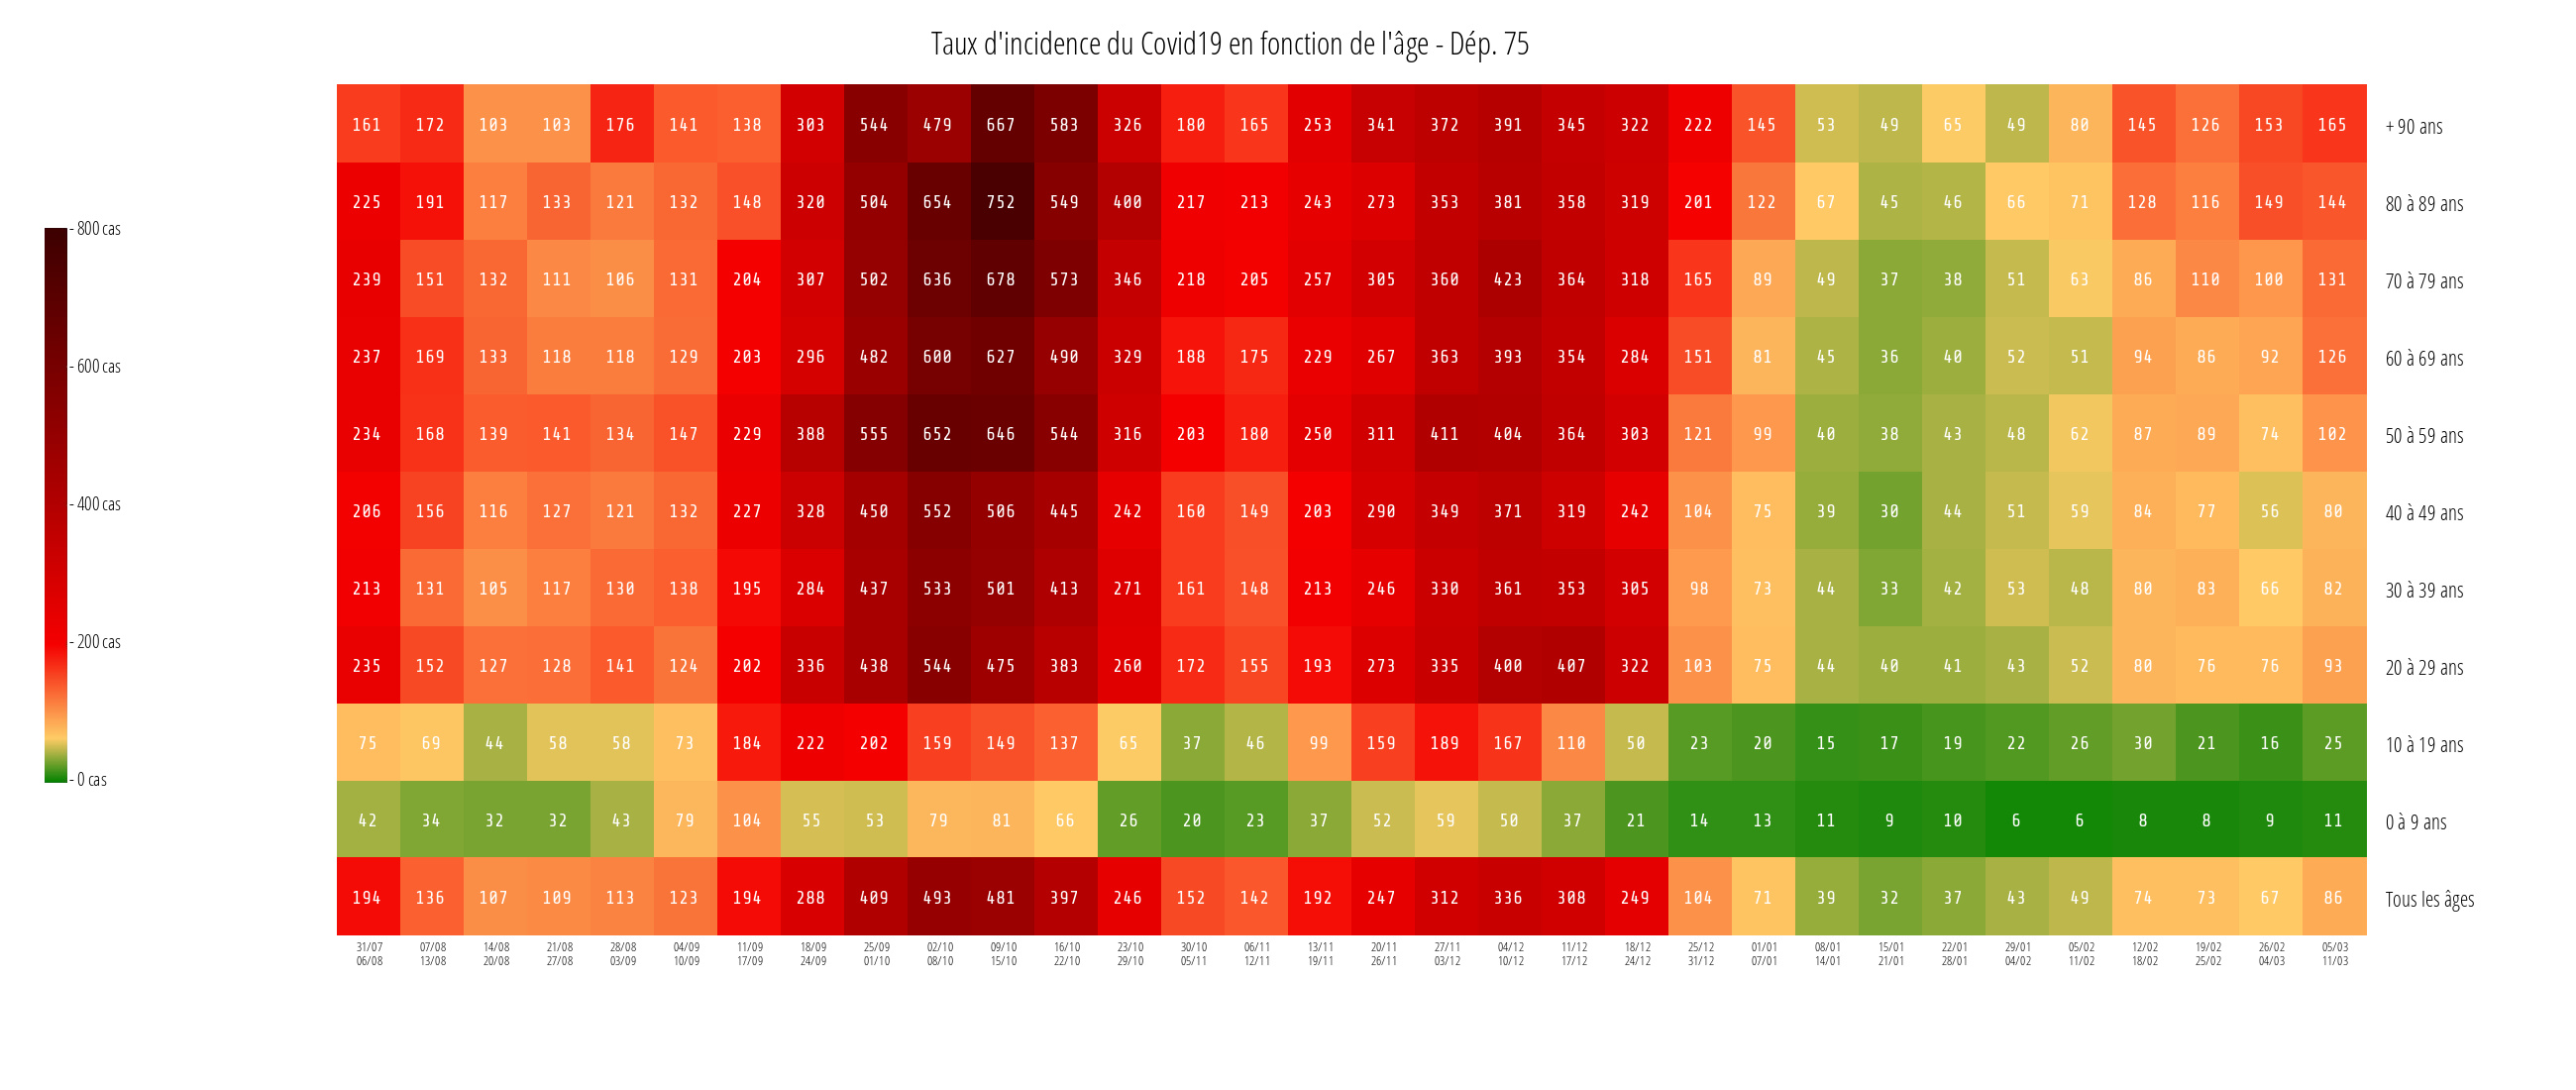 Taux d'incidence du Covid19 en fonction de l'âge - Dép. 75
- 800 cas
- 600 cas
- 400 cas
- 200 cas
- 0 cas
161 172 103 103 176 141 138 303 544 479 667 583 326 180 165 253 341 372 391 345 322 222 145 53 49 65 49 80 145 126 153 165 + 90 ans
225 191 117 133 121 132 148 320 504 654 752 549 400 217 213 243 273 353 381 358 319 201 122 67 45 46 66 71 128 116 149 144 80 à 89 ans
239 151 132 111 106 131 204 307 502 636 678 573 346 218 205 257 305 360 423 364 318 165 89 49 37 38 51 63 86 110 100 131 70 à 79 ans
237 169 133 118 118 129 203 296 482 600 627 490 329 188 175 229 267 363 393 354 284 151 81 45 36 40 52 51 94 86 92 126 60 à 69 ans
234 168 139 141 134 147 229 388 555 652 646 544 316 203 180 250 311 411 404 364 303 121 99 40 38 43 48 62 87 89 74 102 50 à 59 ans
206 156 116 127 121 132 227 328 450 552 506 445 242 160 149 203 290 349 371 319 242 104 75 39 30 44 51 59 84 77 56 80 40 à 49 ans
213 131 105 117 130 138 195 284 437 533 501 413 271 161 148 213 246 330 361 353 305 98 73 44 33 42 53 48 80 83 66 82 30 à 39 ans
235 152 127 128 141 124 202 336 438 544 475 383 260 172 155 193 273 335 400 407 322 103 75 44 40 41 43 52 80 76 76 93 20 à 29 ans
75 69 44 58 58 73 184 222 202 159 149 137 65 37 46 99 159 189 167 110 50 23 20 15 17 19 22 26 30 21 16 25 10 à 19 ans
42 34 32 32 43 79 104 55 53 79 81 66 26 20 23 37 52 59 50 37 21 14 13 11 9 10 6 6 8 8 9 11 0 à 9 ans
194 136 107 109 113 123 194 288 409 493 481 397 246 152 142 192 247 312 336 308 249 104 71 39 32 37 43 49 74 73 67 86 Tous les âges
31/07 07/08 14/08 21/08 28/08 04/09 11/09 18/09 25/09 02/10 09/10 16/10 23/10 30/10 06/11 13/11 20/11 27/11 04/12 11/12 18/12 25/12 01/01 08/01 15/01 22/01 29/01 05/02 12/02 19/02 26/02 05/03
06/08 13/08 20/08 27/08 03/09 10/09 17/09 24/09 01/10 08/10 15/10 22/10 29/10 05/11 12/11 19/11 26/11 03/12 10/12 17/12 24/12 31/12 07/01 14/01 21/01 28/01 04/02 11/02 18/02 25/02 04/03 11/03